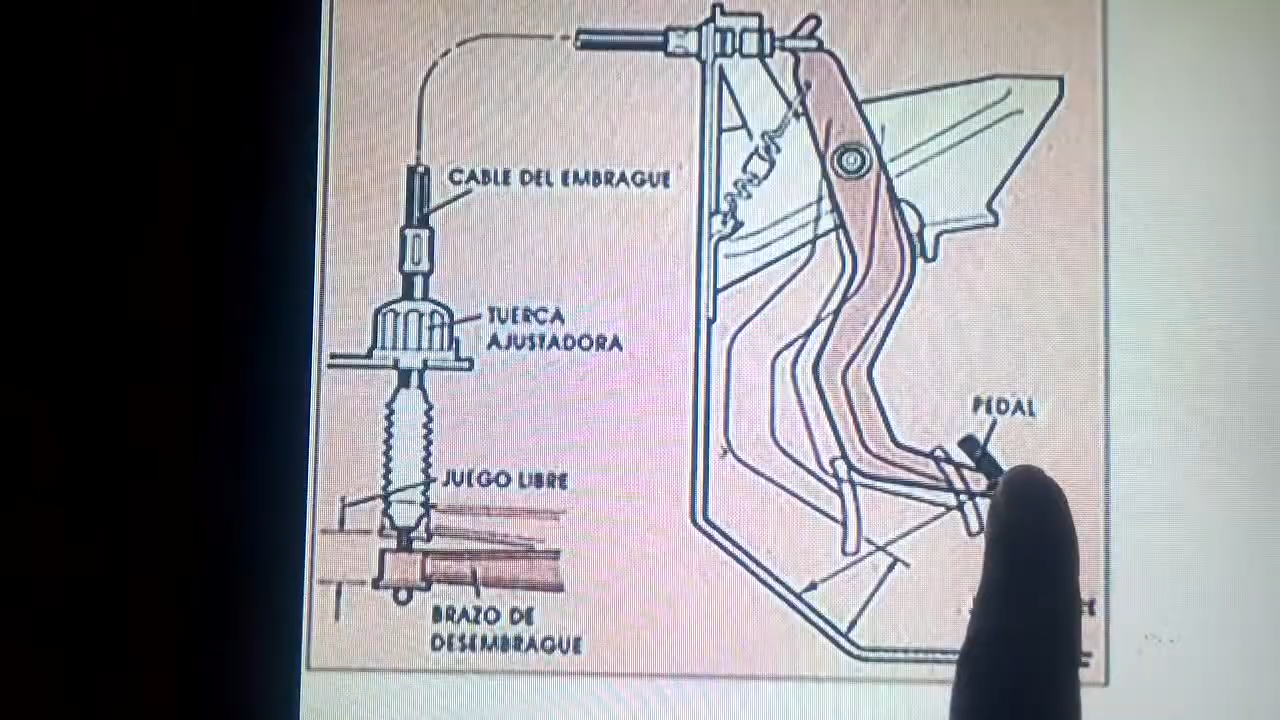 CABLE DEL EMBRAGUE
TUERCA
AJUSTADORA
PEDAL
JUEGO LIBRE
BRAZO DE
DESEMBRAGUE